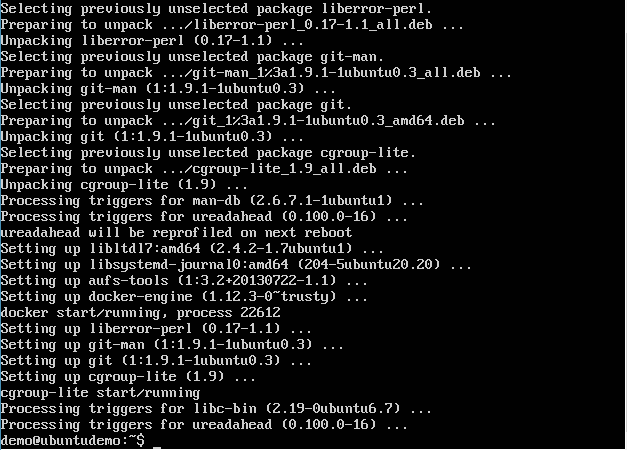 Selecting previously unselected package liberror-perl.
Preparing to unpack .../liberror-perl_0.17-1.1_all.deb ...
Unpacking liberror-perl (0.17-1.1) ...
Selecting previously unselected package git-man.
Preparing to unpack .../git-man_1%3a1.9.1-1ubuntu0.3_all.deb ...
Unpacking git-man (1:1.9.1-1ubuntu0.3) ...
Selecting previously unselected package git.
Preparing to unpack .../git_1%3a1.9.1-1ubuntu0.3_amd64.deb ...
Unpacking git (1:1.9.1-1ubuntu0.3) ...
Selecting previously unselected package cgroup-lite.
Preparing to unpack .../cgroup-lite_1.9_all.deb ...
Unpacking cgroup-lite (1.9) ...
Processing triggers for man-db (2.6.7.1-1ubuntu1) ...
Processing triggers for ureadahead (0.100.0-16) ...
ureadahead will be reprofiled on next reboot
Setting up libltdl7:amd64 (2.4.2-1.7ubuntu1) ...
Setting up libsystemd-journal0:amd64 (204-5ubuntu20.20) ...
Setting up aufs-tools (1:3.2+20130722-1.1) ...
Setting up docker-engine (1.12.3-0~trusty) ...
docker start/running, process 22612
Setting up liberror-perl (0.17-1.1) ...
Setting up git-man (1:1.9.1-1ubuntu0.3) ...
Setting up git (1:1.9.1-1ubuntu0.3) ...
Setting up cgroup-lite (1.9) ...
cgroup-lite start/running
Processing triggers for libc-bin (2.19-0ubuntu6.7) ...
Processing triggers for ureadahead (0.100.0-16) ...
demo@ubuntudemo:~$